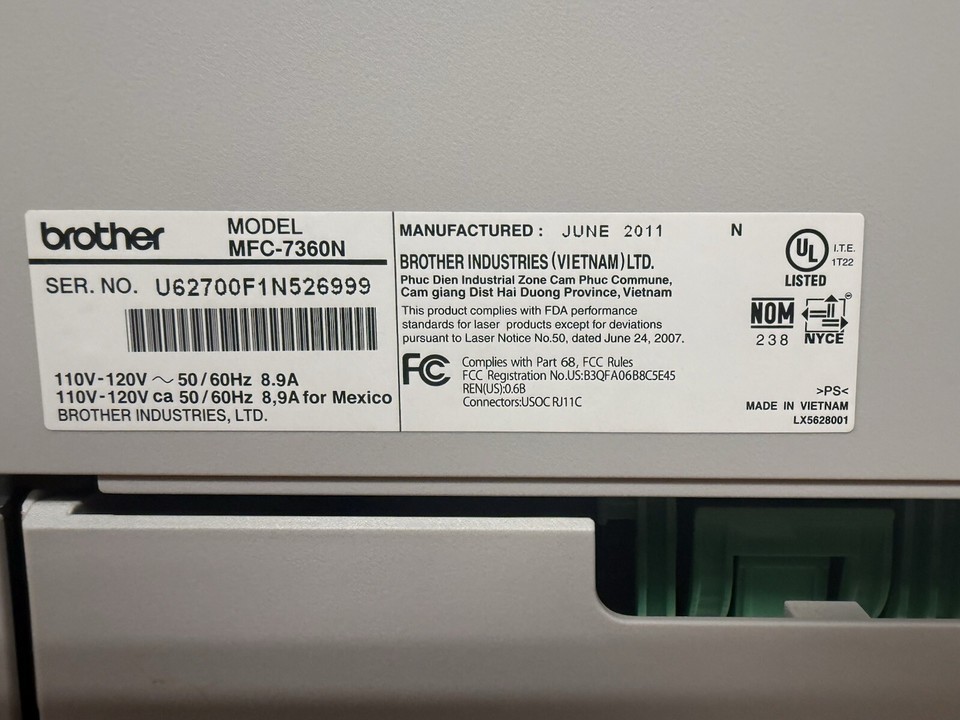 brother
MODEL
MFC-7360N
SER. NO. U62700F1N526999
110V-120V ～ 50/60Hz 8.9A
110V-120V ca 50/60Hz 8,9A for Mexico
BROTHER INDUSTRIES, LTD.
MANUFACTURED : JUNE 2011 N
BROTHER INDUSTRIES (VIETNAM) LTD.
Phuc Dien Industrial Zone Cam Phuc Commune,
Cam giang Dist Hai Duong Province, Vietnam
This product complies with FDA performance
standards for laser products except for deviations
pursuant to Laser Notice No.50, dated June 24, 2007.
FC
Complies with Part 68, FCC Rules
FCC Registration No.US:B3QFA06B8C5E45
REN(US):0.6B
Connectors:USOC RJ11C
UL
I.T.E.
1T22
LISTED
NOM
238
NYCE
>PS<
MADE IN VIETNAM
LX5628001